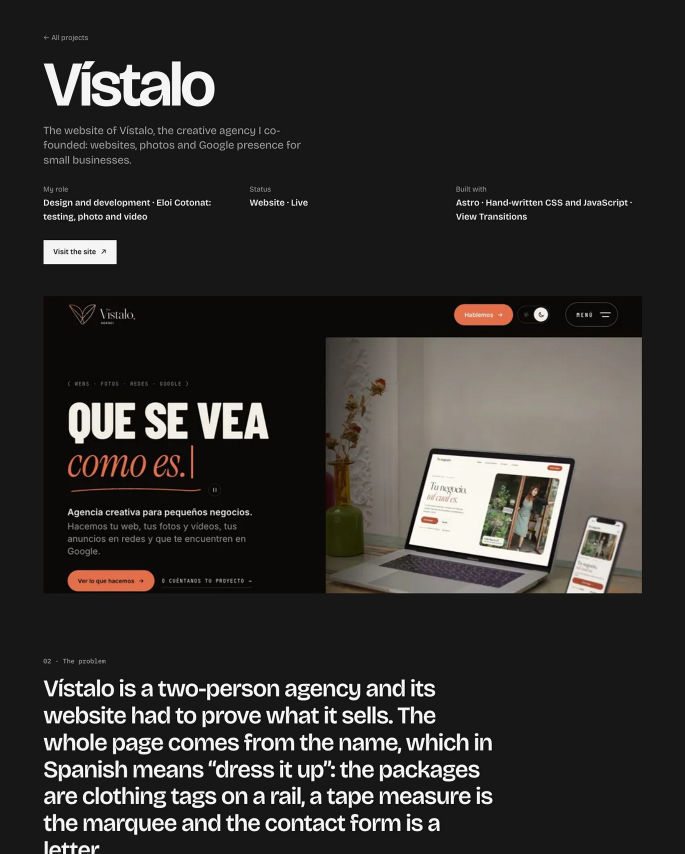 ← All projects
Vístalo
The website of Vístalo, the creative agency I co-
founded: websites, photos and Google presence for
small businesses.
My role
Design and development · Eloi Cotonat:
testing, photo and video
Status
Website · Live
Built with
Astro · Hand-written CSS and JavaScript ·
View Transitions
Visit the site ↗
Vístalo,
Hablemos →
MENÚ
( WEBS · FOTOS · REDES · GOOGLE )
QUE SE VEA
como es.
Agencia creativa para pequeños negocios.
Hacemos tu web, tus fotos y vídeos, tus
anuncios en redes y que te encuentren en
Google.
Ver lo que hacemos →
O CUÉNTANOS TU PROYECTO →
Tu negocio,
tal cual es.
02 · The problem
Vístalo is a two-person agency and its
website had to prove what it sells. The
whole page comes from the name, which in
Spanish means “dress it up”: the packages
are clothing tags on a rail, a tape measure is
the marquee and the contact form is a
letter.